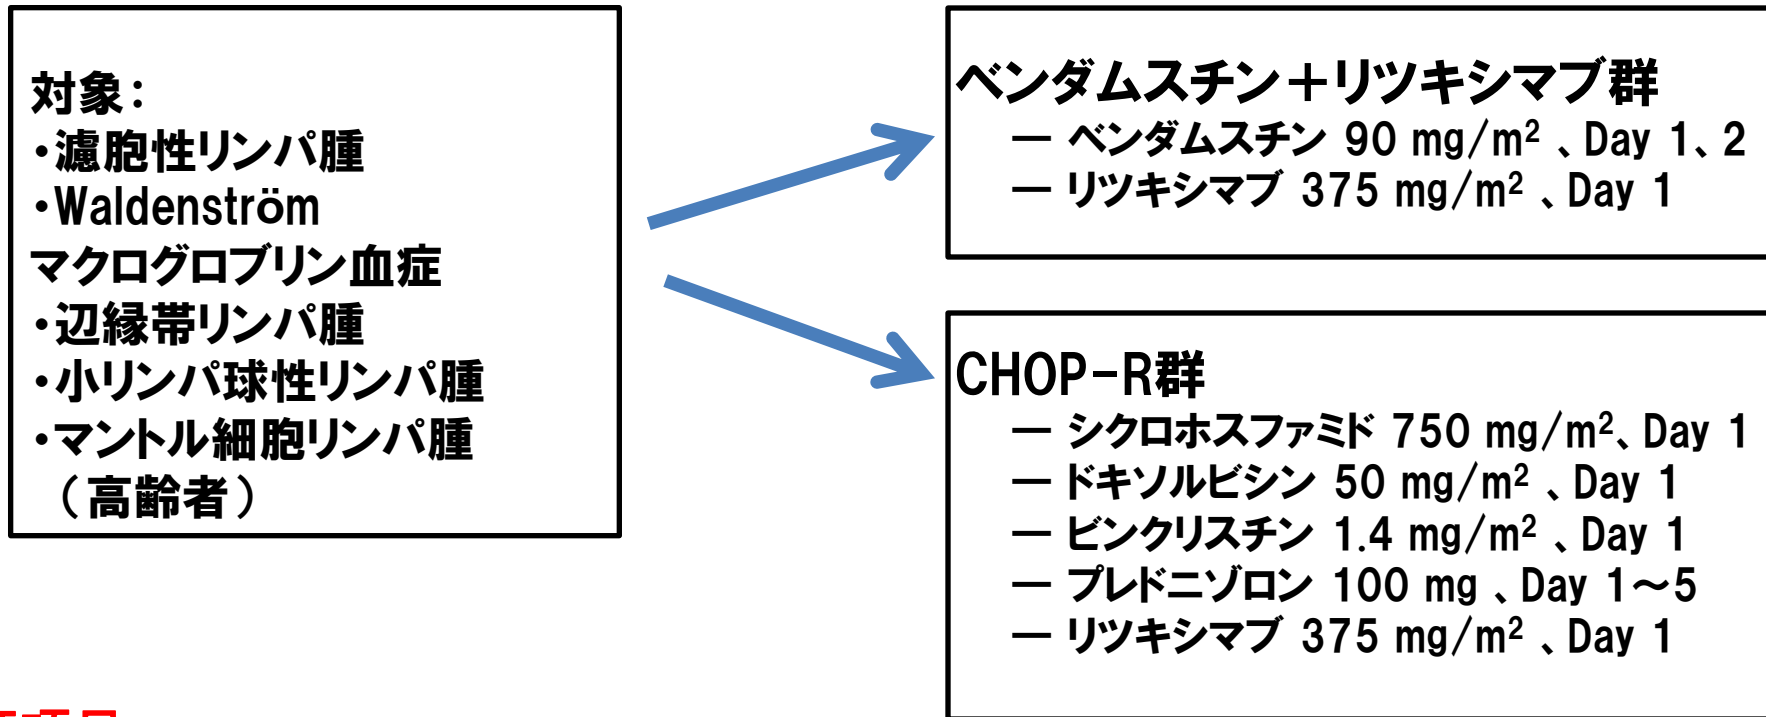 対象：
・濾胞性リンパ腫
・Waldenström
マクログロブリン血症
・辺縁帯リンパ腫
・小リンパ球性リンパ腫
・マントル細胞リンパ腫
（高齢者）
ベンダムスチン＋リツキシマブ群
― ベンダムスチン 90 mg/m² 、Day 1、2
― リツキシマブ 375 mg/m² 、Day 1
CHOP-R群
― シクロホスファミド 750 mg/m²、Day 1
― ドキソルビシン 50 mg/m² 、Day 1
― ビンクリスチン 1.4 mg/m² 、Day 1
― プレドニゾロン 100 mg 、Day 1～5
― リツキシマブ 375 mg/m² 、Day 1